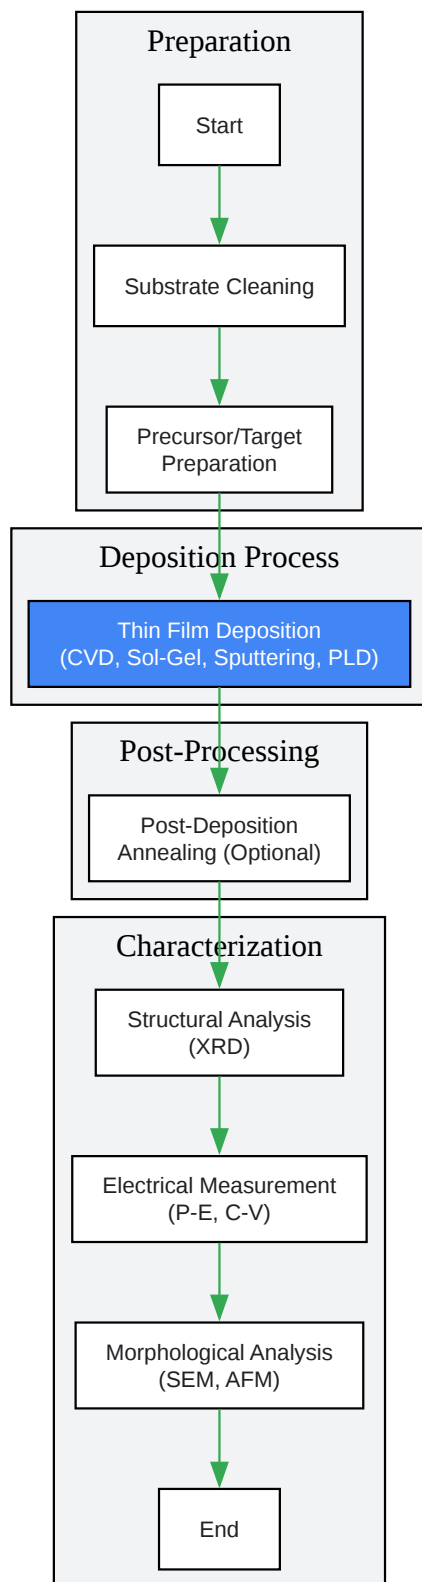 Preparation
Start
Substrate Cleaning
Precursor/Target
Preparation
Deposition Process
Thin Film Deposition
(CVD, Sol-Gel, Sputtering, PLD)
Post-Processing
Post-Deposition
Annealing (Optional)
Characterization
Structural Analysis
(XRD)
Electrical Measurement
(P-E, C-V)
Morphological Analysis
(SEM, AFM)
End